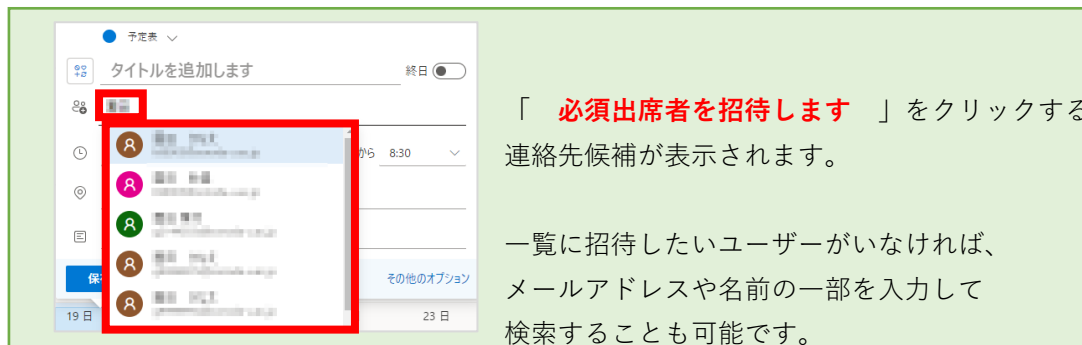 予定表
タイトルを追加します
終日
から 8:30
保
その他のオプション
19 日
23 日
「 必須出席者を招待します 」をクリックする
連絡先候補が表示されます。
一覧に招待したいユーザーがいなければ、
メールアドレスや名前の一部を入力して
検索することも可能です。